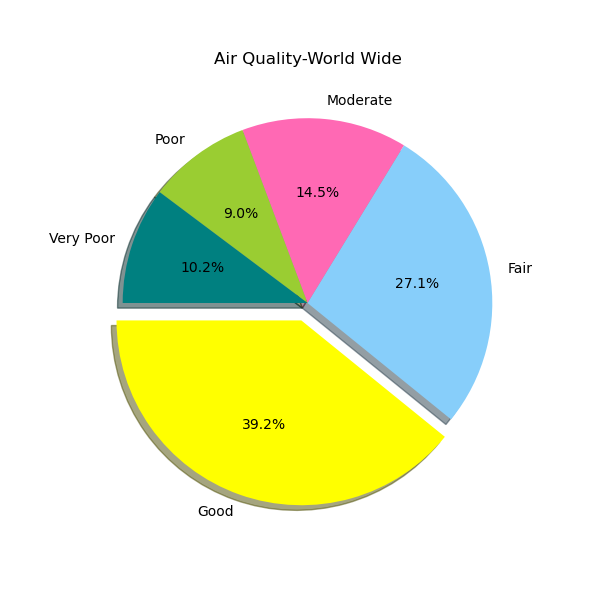 Air Quality-World Wide
Moderate
Poor
14.5%
9.0%
Very Poor
10.2%
Fair
27.1%
39.2%
Good